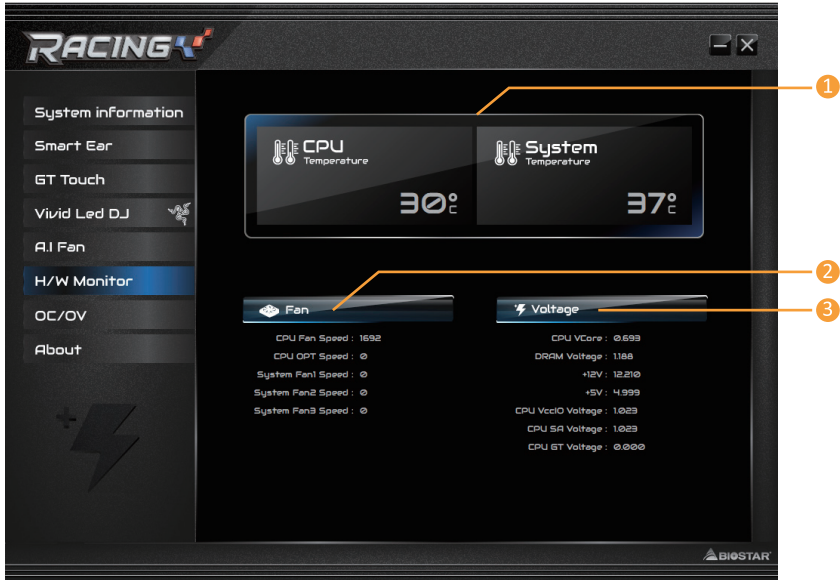 RACING
System information
Smart Ear
GT Touch
Vivid Led DJ
A.I Fan
H/W Monitor
OC/OV
About
CPU
Temperature
30°C
System
Temperature
37°C
1
2
3
Fan
CPU Fan Speed : 1692
CPU OPT Speed : 0
System Fan1 Speed : 0
System Fan2 Speed : 0
System Fan3 Speed : 0
Voltage
CPU VCore : 0.693
DRAM Voltage : 1.188
+12V : 12.210
+5V : 4.999
CPU VccIO Voltage : 1.023
CPU SA Voltage : 1.023
CPU GT Voltage : 0.000
BIOSTAR